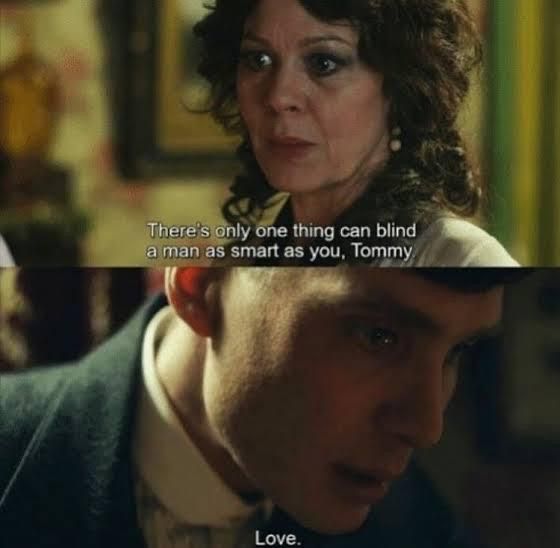 There's only one thing can blind
a man as smart as you, Tommy.
Love.